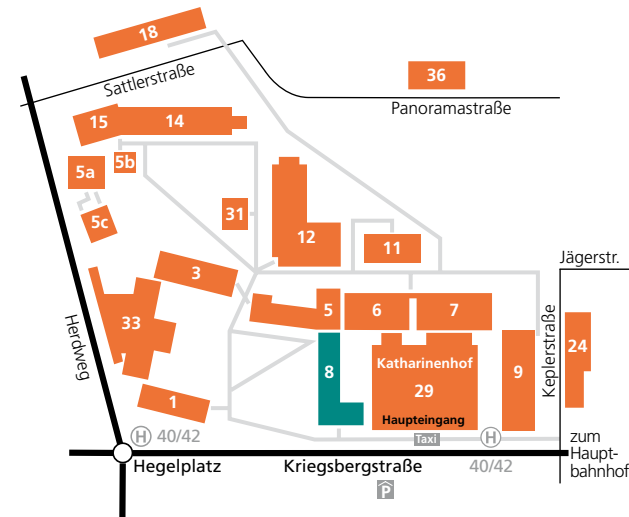 18
Sattlerstraße
36
Panoramastraße
15
14
5a
5b
5c
31
12
11
Jägerstr.
3
33
5
6
7
Herdweg
8
Katharinenhof
29
Haupteingang
9
Keplerstraße
24
1
H 40/42
Taxi
H
40/42
zum
Haupt-
bahnhof
Hegelplatz
Kriegsbergstraße
P